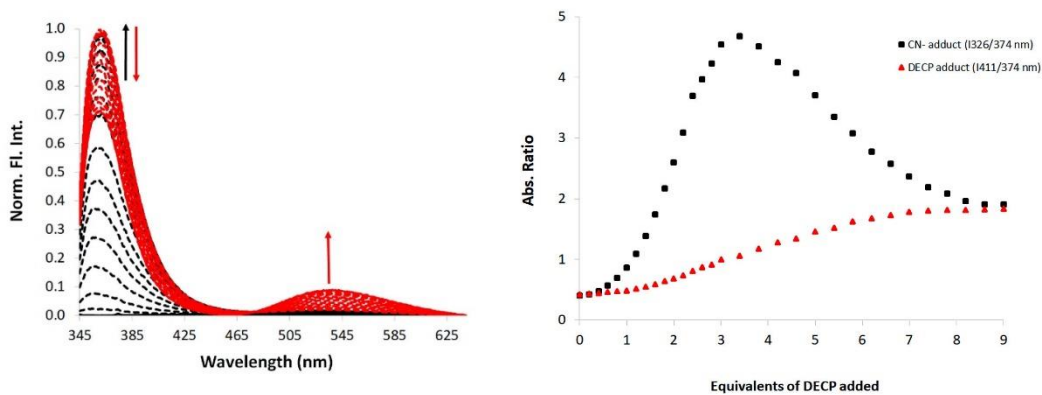 1.0
0.9
0.8
0.7
0.6
0.5
0.4
0.3
0.2
0.1
0.0
Norm. Fl. Int.
345 385 425 465 505 545 585 625
Wavelength (nm)
5
4
3
2
1
0
Abs. Ratio
CN- adduct (I326/374 nm)
DECP adduct (I411/374 nm)
0 1 2 3 4 5 6 7 8 9
Equivalents of DECP added